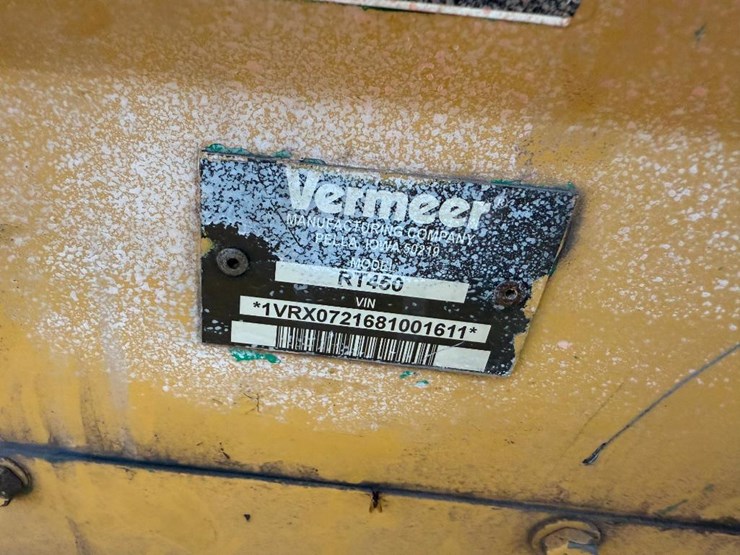 Vermeer
MANUFACTURING COMPANY
PELLA, IOWA 50219
MODEL
RT450
VIN
*1VRX0721681001611*